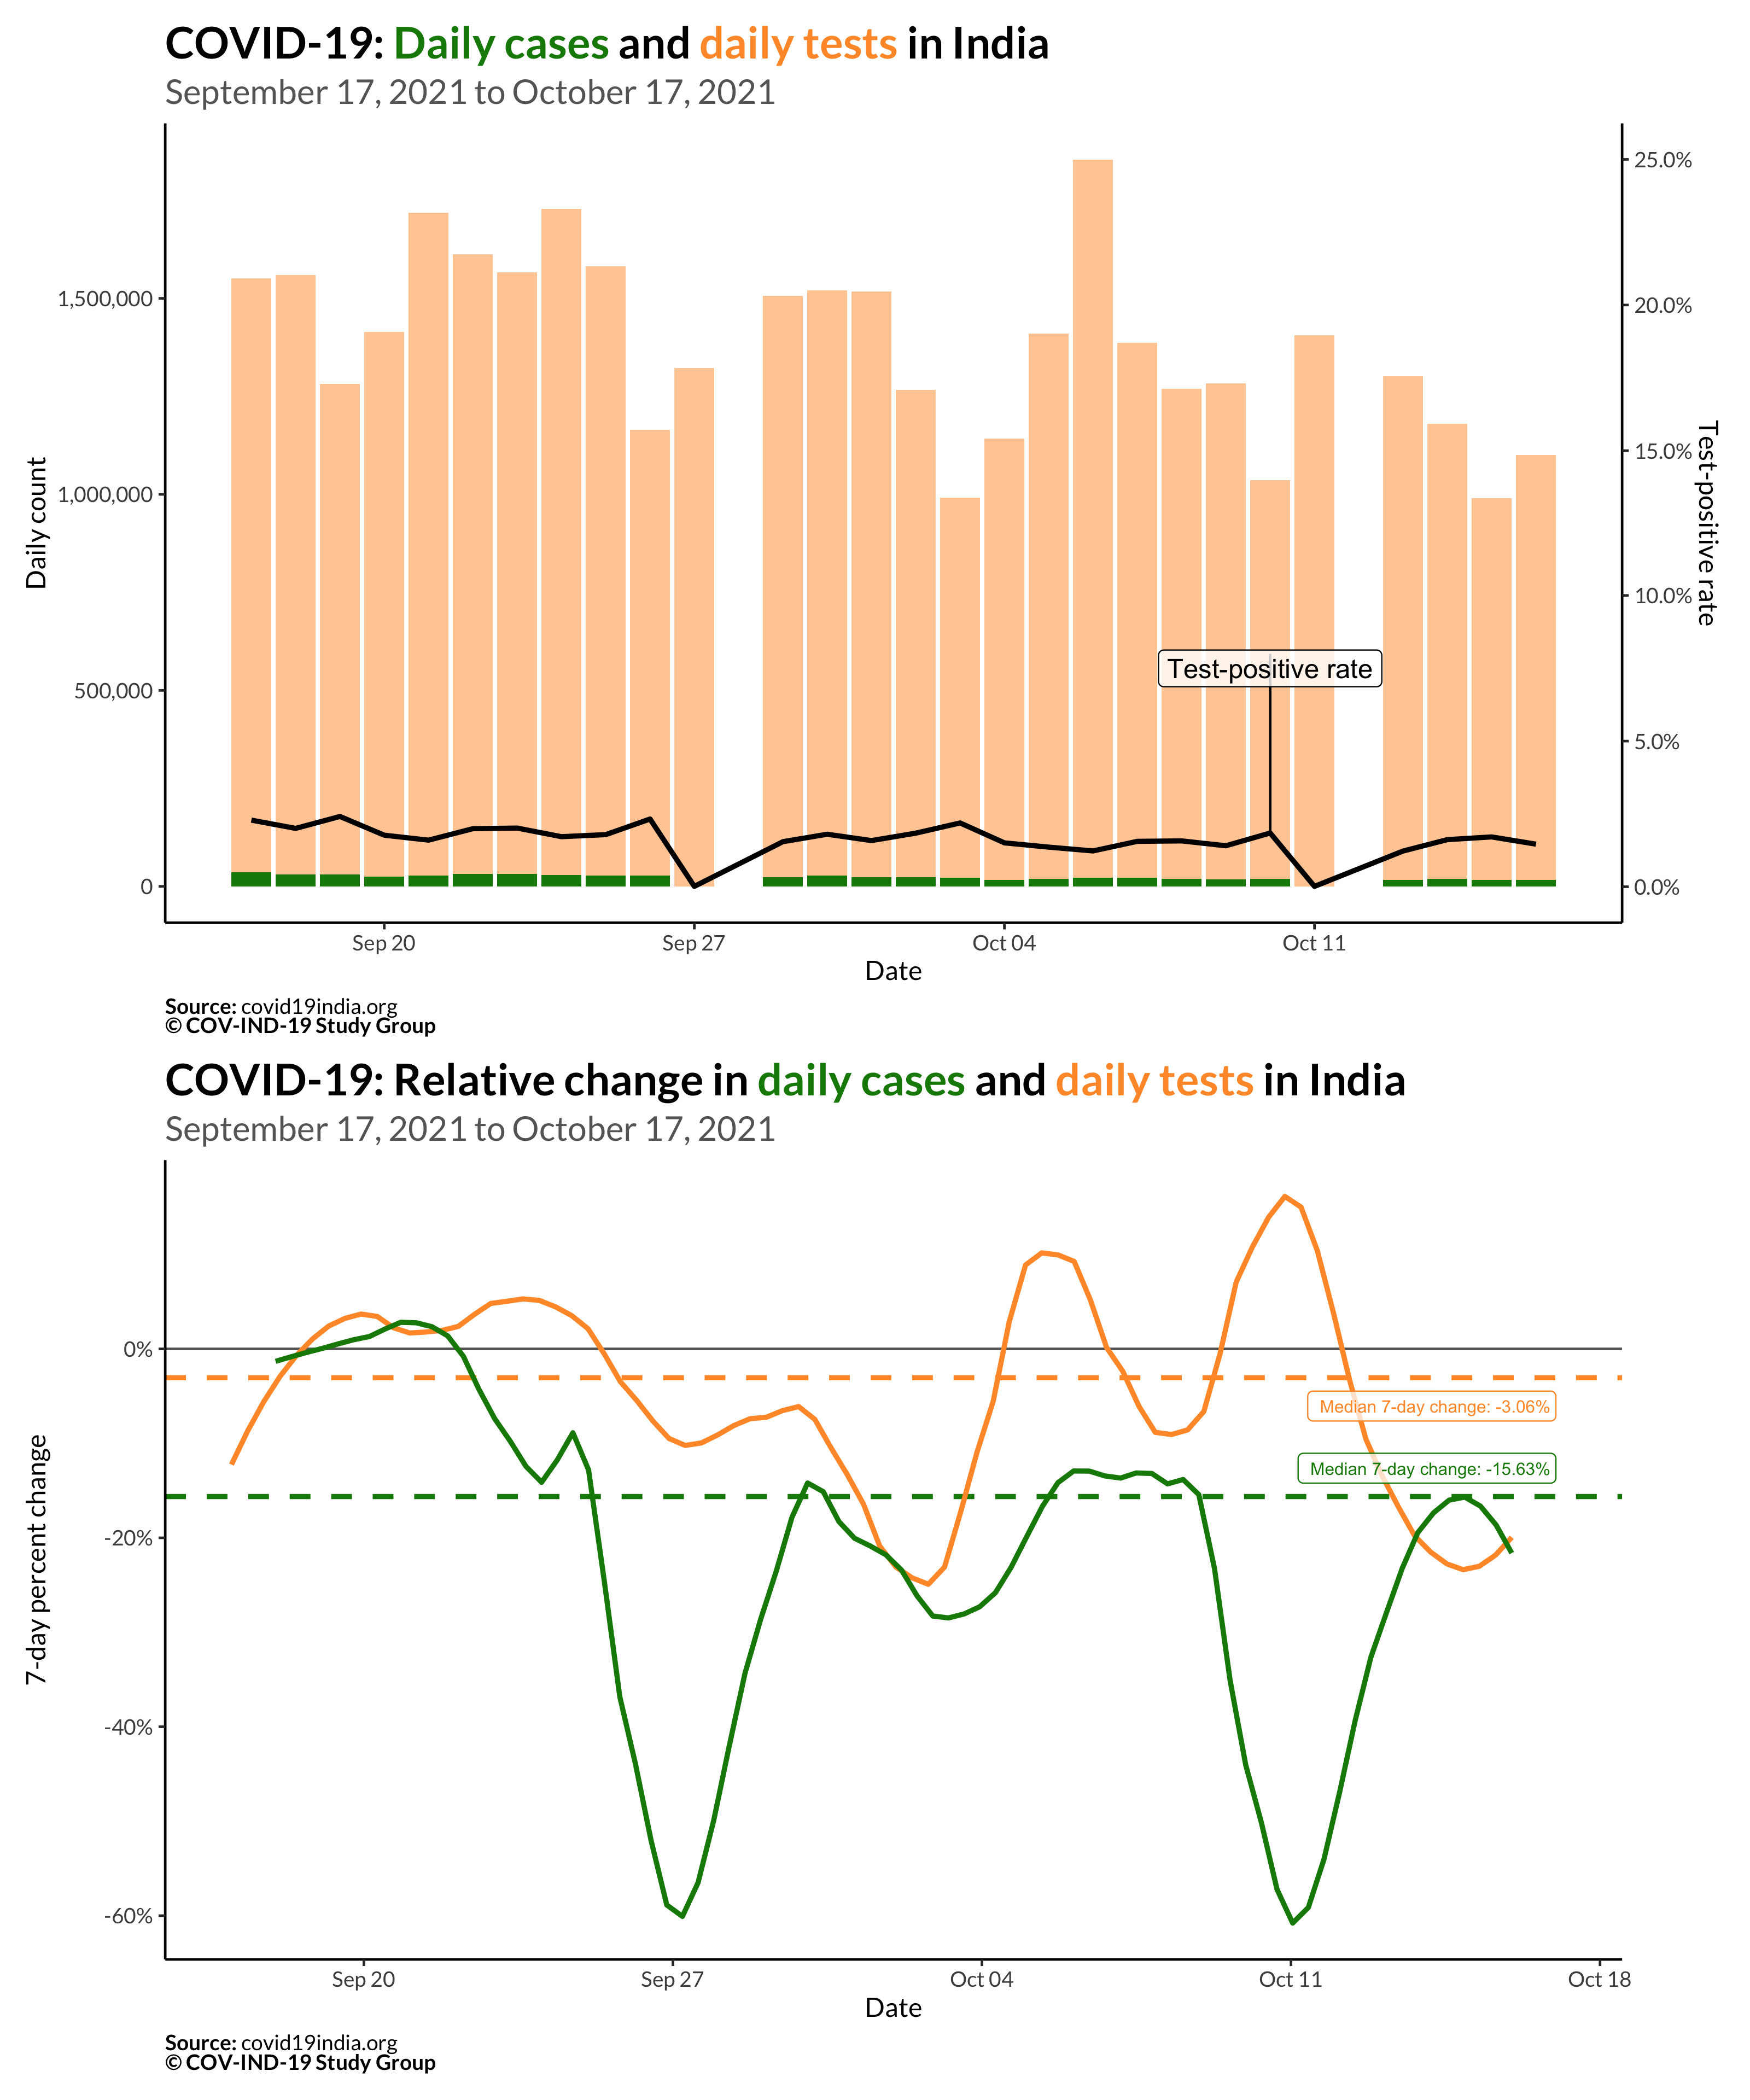 COVID-19: Daily cases and daily tests in India
September 17, 2021 to October 17, 2021
Daily count
1,500,000
1,000,000
500,000
0
25.0%
20.0%
15.0%
10.0%
5.0%
0.0%
Test-positive rate
Test-positive rate
Sep 20
Sep 27
Oct 04
Oct 11
Date
Source: covid19india.org
© COV-IND-19 Study Group
COVID-19: Relative change in daily cases and daily tests in India
September 17, 2021 to October 17, 2021
7-day percent change
0%
-20%
-40%
-60%
Median 7-day change: -3.06%
Median 7-day change: -15.63%
Sep 20
Sep 27
Oct 04
Oct 11
Oct 18
Date
Source: covid19india.org
© COV-IND-19 Study Group